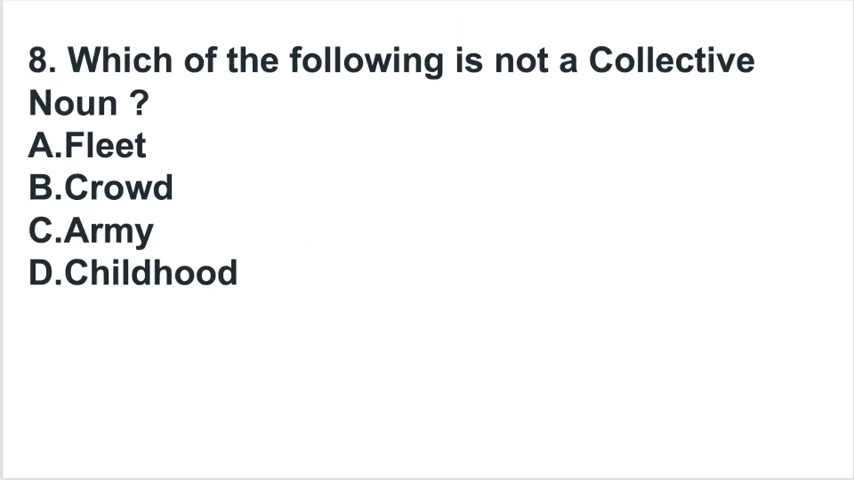 8. Which of the following is not a Collective
Noun ?
A.Fleet
B.Crowd
C.Army
D.Childhood